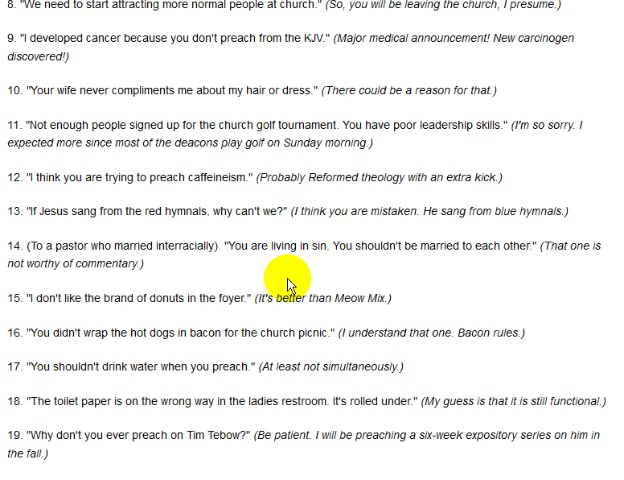 8. "We need to start attracting more normal people at church." (So, you will be leaving the church, I presume.)
9. "I developed cancer because you don't preach from the KJV." (Major medical announcement! New carcinogen
discovered!)
10. "Your wife never compliments me about my hair or dress." (There could be a reason for that.)
11. "Not enough people signed up for the church golf tournament. You have poor leadership skills." (I'm so sorry. I
expected more since most of the deacons play golf on Sunday morning.)
12. "I think you are trying to preach caffeineism." (Probably Reformed theology with an extra kick.)
13. "If Jesus sang from the red hymnals, why can't we?" (I think you are mistaken. He sang from blue hymnals.)
14. (To a pastor who married interracially). "You are living in sin. You shouldn't be married to each other." (That one is
not worthy of commentary.)
15. "I don't like the brand of donuts in the foyer." (It's better than Meow Mix.)
16. "You didn't wrap the hot dogs in bacon for the church picnic." (I understand that one. Bacon rules.)
17. "You shouldn't drink water when you preach." (At least not simultaneously.)
18. "The toilet paper is on the wrong way in the ladies restroom. It's rolled under." (My guess is that it is still functional.)
19. "Why don't you ever preach on Tim Tebow?" (Be patient. I will be preaching a six-week expository series on him in
the fall.)